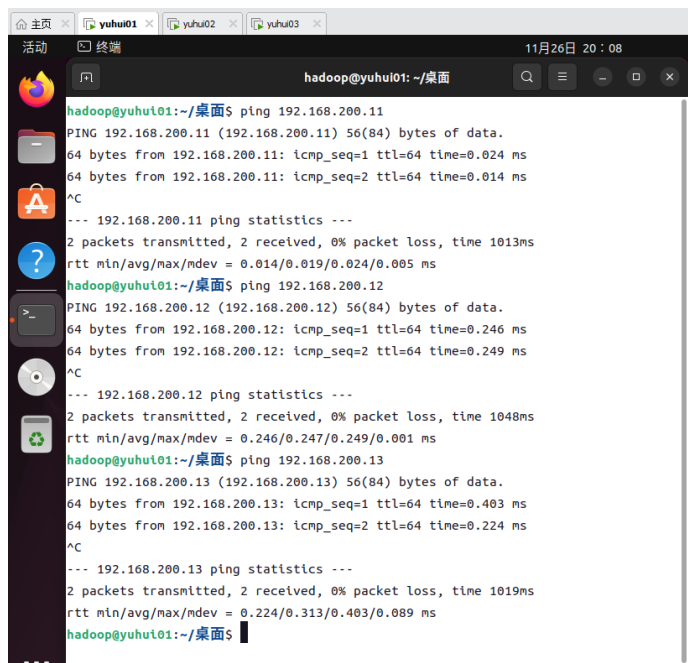 主页 yuhui01 yuhui02 yuhui03
活动 终端 11月26日 20：08
hadoop@yuhui01: ~/桌面
hadoop@yuhui01:~/桌面$ ping 192.168.200.11
PING 192.168.200.11 (192.168.200.11) 56(84) bytes of data.
64 bytes from 192.168.200.11: icmp_seq=1 ttl=64 time=0.024 ms
64 bytes from 192.168.200.11: icmp_seq=2 ttl=64 time=0.014 ms
^C
--- 192.168.200.11 ping statistics ---
2 packets transmitted, 2 received, 0% packet loss, time 1013ms
rtt min/avg/max/mdev = 0.014/0.019/0.024/0.005 ms
hadoop@yuhui01:~/桌面$ ping 192.168.200.12
PING 192.168.200.12 (192.168.200.12) 56(84) bytes of data.
64 bytes from 192.168.200.12: icmp_seq=1 ttl=64 time=0.246 ms
64 bytes from 192.168.200.12: icmp_seq=2 ttl=64 time=0.249 ms
^C
--- 192.168.200.12 ping statistics ---
2 packets transmitted, 2 received, 0% packet loss, time 1048ms
rtt min/avg/max/mdev = 0.246/0.247/0.249/0.001 ms
hadoop@yuhui01:~/桌面$ ping 192.168.200.13
PING 192.168.200.13 (192.168.200.13) 56(84) bytes of data.
64 bytes from 192.168.200.13: icmp_seq=1 ttl=64 time=0.403 ms
64 bytes from 192.168.200.13: icmp_seq=2 ttl=64 time=0.224 ms
^C
--- 192.168.200.13 ping statistics ---
2 packets transmitted, 2 received, 0% packet loss, time 1019ms
rtt min/avg/max/mdev = 0.224/0.313/0.403/0.089 ms
hadoop@yuhui01:~/桌面$